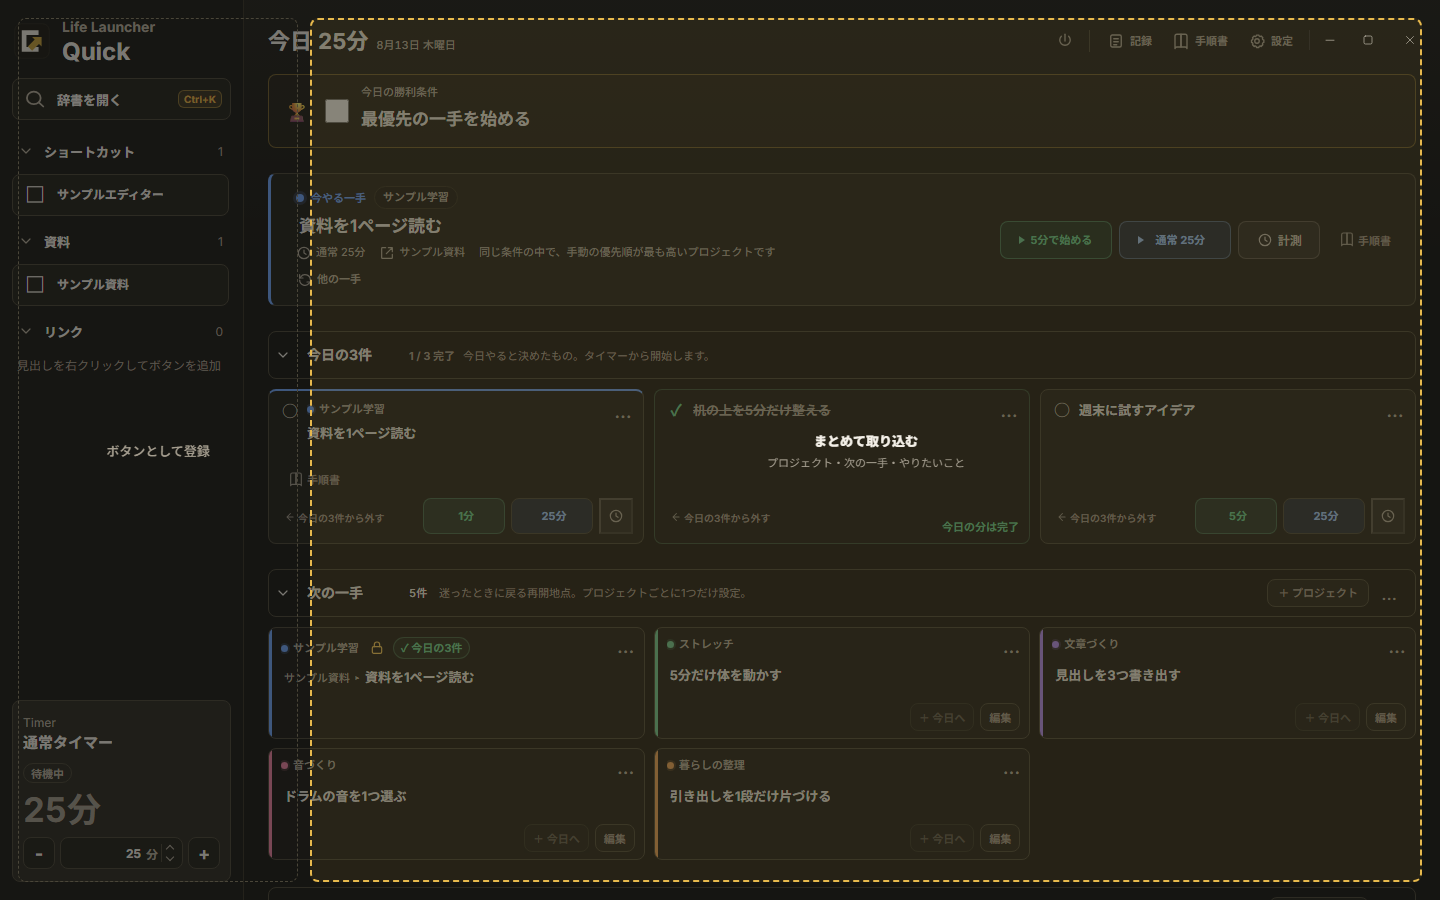 Life Launcher
Quick
辞書を開く
Ctrl+K
ショートカット
1
サンプルエディター
資料
1
サンプル資料
リンク
0
見出しを右クリックしてボタンを追加
ボタンとして登録
Timer
通常タイマー
待機中
25分
-
25 分
+
今日 25分 8月13日 木曜日
記録
手順書
設定
今日の勝利条件
最優先の一手を始める
今やる一手
サンプル学習
資料を1ページ読む
通常 25分
サンプル資料
同じ条件の中で、手動の優先順が最も高いプロジェクトです
他の一手
5分で始める
通常 25分
計測
手順書
今日の3件
1 / 3 完了 今日やると決めたもの。タイマーから開始します。
サンプル学習
...
資料を1ページ読む
手順書
← 今日の3件から外す
1分
25分
✓ 机の上を5分だけ整える
...
まとめて取り込む
プロジェクト・次の一手・やりたいこと
← 今日の3件から外す
今日の分は完了
週末に試すアイデア
...
← 今日の3件から外す
5分
25分
次の一手
5件 迷ったときに戻る再開地点。プロジェクトごとに1つだけ設定。
+ プロジェクト
...
サンプル学習
✓ 今日の3件
...
サンプル資料 ▸ 資料を1ページ読む
ストレッチ
...
5分だけ体を動かす
+ 今日へ
編集
文章づくり
...
見出しを3つ書き出す
+ 今日へ
編集
音づくり
...
ドラムの音を1つ選ぶ
+ 今日へ
編集
暮らしの整理
...
引き出しを1段だけ片づける
+ 今日へ
編集